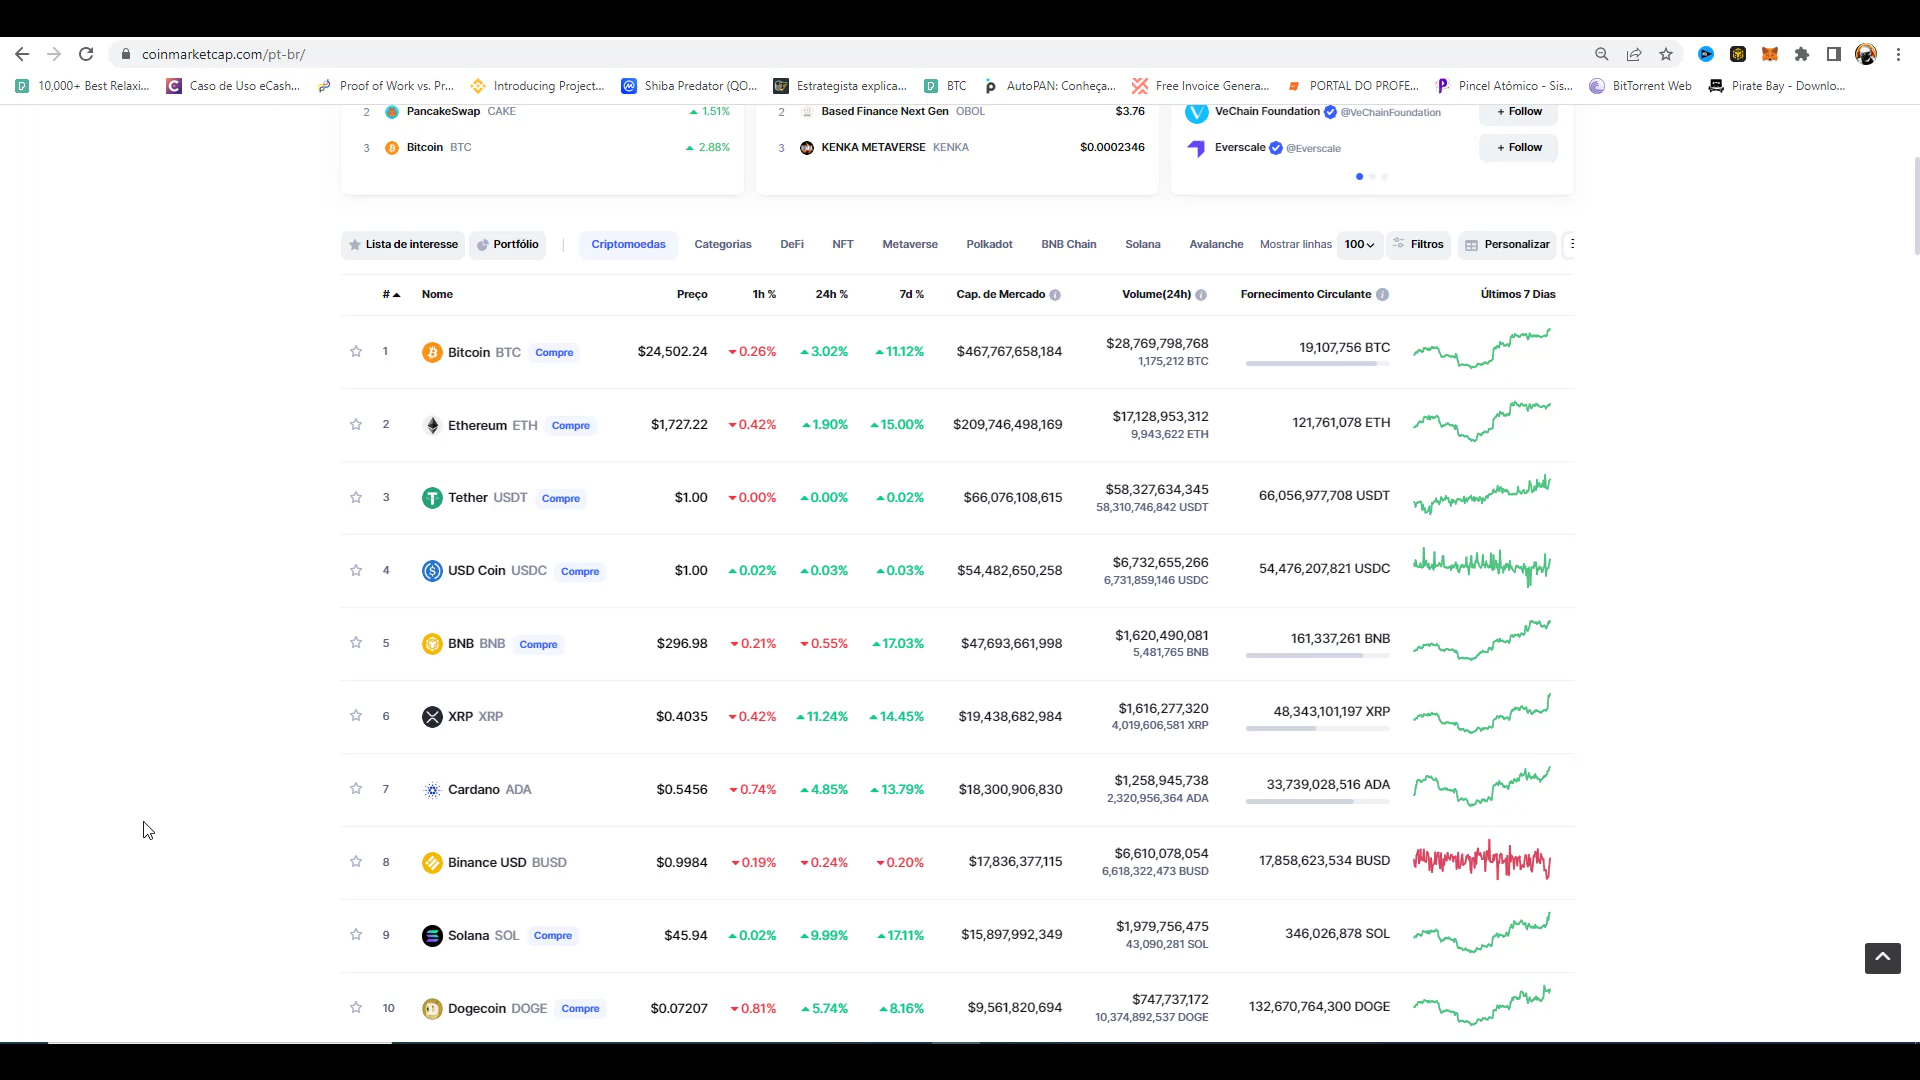 coinmarketcap.com/pt-br/
10,000+ Best Relaxi... Caso de Uso eCash... Proof of Work vs. Pr... Introducing Project... Shiba Predator (QO... Estrategista explica... BTC AutoPAN: Conheça... Free Invoice Genera... PORTAL DO PROFE... Pincel Atômico - Sis... BitTorrent Web Pirate Bay - Downlo...
2 PancakeSwap CAKE 1.51% 2 Based Finance Next Gen OBOL $3.76 VeChain Foundation @VeChainFoundation + Follow
3 Bitcoin BTC 2.88% 3 KENKA METAVERSE KENKA $0.0002346 Everscale @Everscale + Follow
Lista de interesse Portfólio Criptomoedas Categorias DeFi NFT Metaverse Polkadot BNB Chain Solana Avalanche Mostrar linhas 100 Filtros Personalizar
# Nome Preço 1h % 24h % 7d % Cap. de Mercado Volume(24h) Fornecimento Circulante Últimos 7 Dias
1 Bitcoin BTC Compre $24,502.24 0.26% 3.02% 11.12% $467,767,658,184 $28,769,798,768 19,107,756 BTC
1,175,212 BTC
2 Ethereum ETH Compre $1,727.22 0.42% 1.90% 15.00% $209,746,498,169 $17,128,953,312 121,761,078 ETH
9,943,622 ETH
3 Tether USDT Compre $1.00 0.00% 0.00% 0.02% $66,076,108,615 $58,327,634,345 66,056,977,708 USDT
58,310,746,842 USDT
4 USD Coin USDC Compre $1.00 0.02% 0.03% 0.03% $54,482,650,258 $6,732,655,266 54,476,207,821 USDC
6,731,859,146 USDC
5 BNB BNB Compre $296.98 0.21% 0.55% 17.03% $47,693,661,998 $1,620,490,081 161,337,261 BNB
5,481,765 BNB
6 XRP XRP $0.4035 0.42% 11.24% 14.45% $19,438,682,984 $1,616,277,320 48,343,101,197 XRP
4,019,606,581 XRP
7 Cardano ADA $0.5456 0.74% 4.85% 13.79% $18,300,906,830 $1,258,945,738 33,739,028,516 ADA
2,320,956,364 ADA
8 Binance USD BUSD $0.9984 0.19% 0.24% 0.20% $17,836,377,115 $6,610,078,054 17,858,623,534 BUSD
6,618,322,473 BUSD
9 Solana SOL Compre $45.94 0.02% 9.99% 17.11% $15,897,992,349 $1,979,756,475 346,026,878 SOL
43,090,281 SOL
10 Dogecoin DOGE Compre $0.07207 0.81% 5.74% 8.16% $9,561,820,694 $747,737,172 132,670,764,300 DOGE
10,374,892,537 DOGE